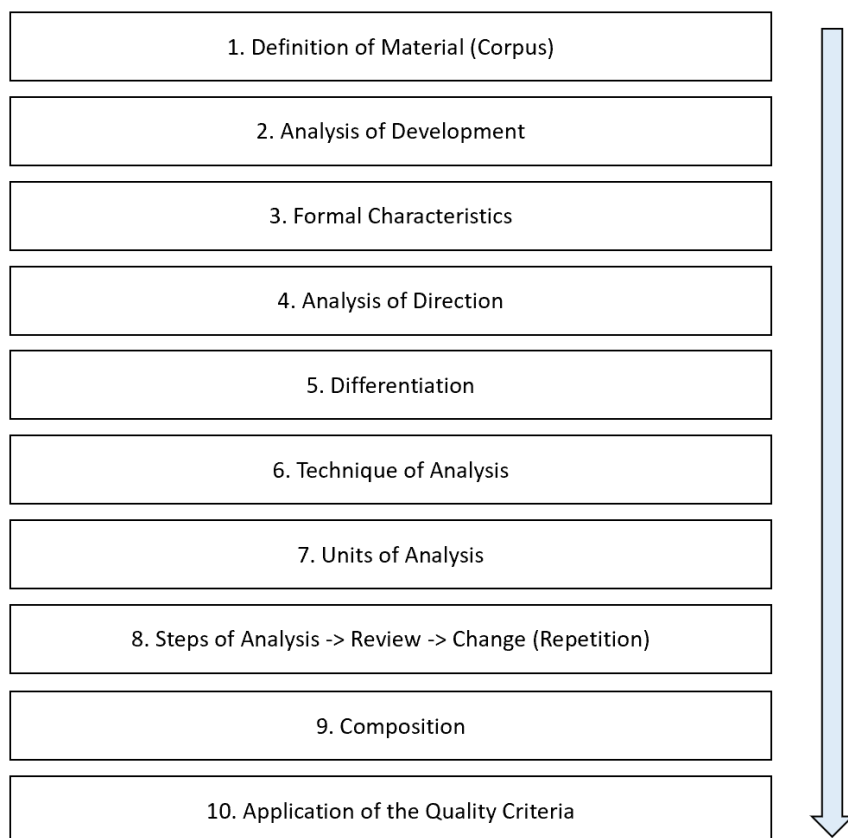 1. Definition of Material (Corpus)
2. Analysis of Development
3. Formal Characteristics
4. Analysis of Direction
5. Differentiation
6. Technique of Analysis
7. Units of Analysis
8. Steps of Analysis -> Review -> Change (Repetition)
9. Composition
10. Application of the Quality Criteria